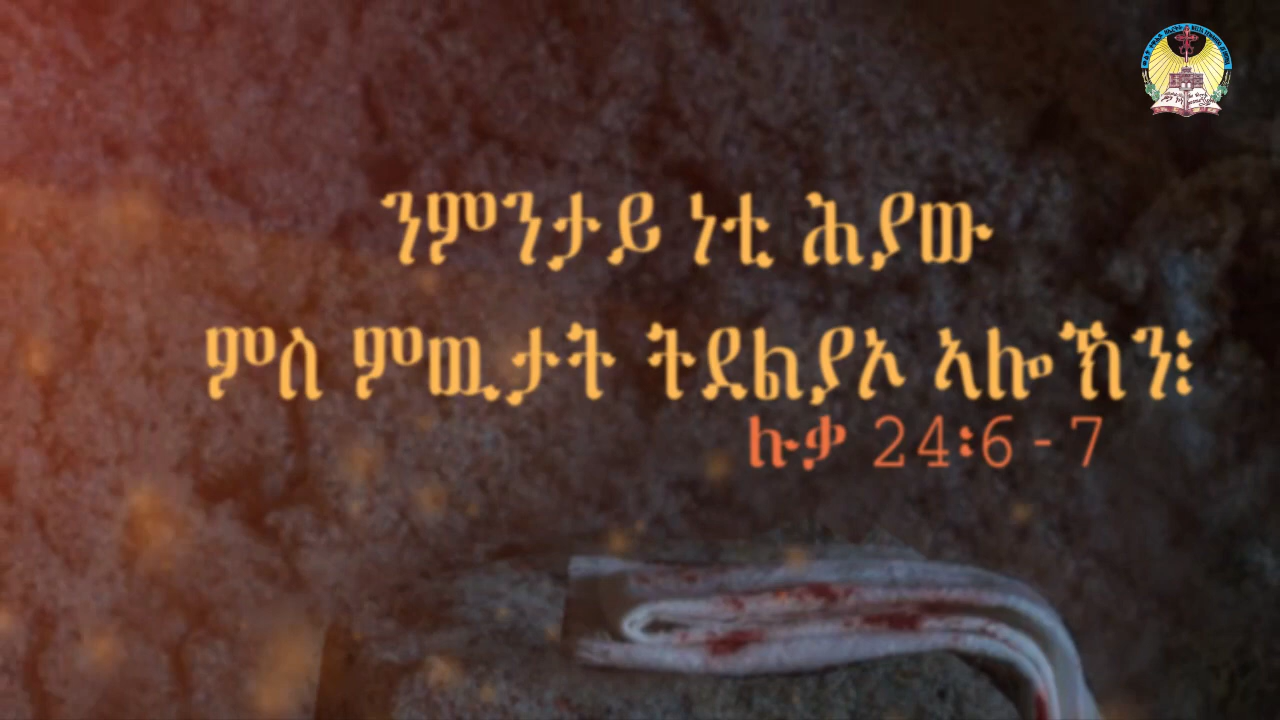 ንምንታይ ነቲ ሕያው
ምስ ምዉታት ትደልያኦ ኣሎኽን፧
ሉቃ 24፡6-7